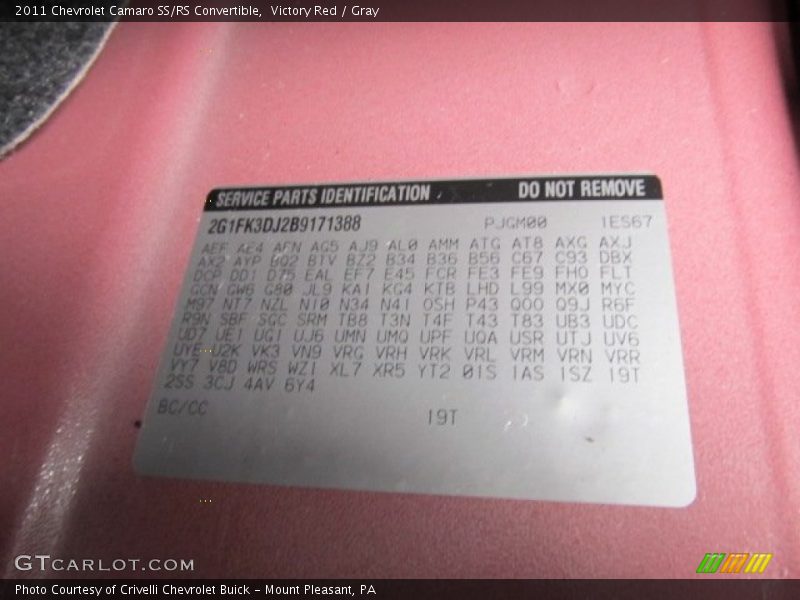 2011 Chevrolet Camaro SS/RS Convertible,  Victory Red / Gray
SERVICE PARTS IDENTIFICATION DO NOT REMOVE
2G1FK3DJ2B9171388 PJGM00 1ES67
AEF AE4 AFN AG5 AJ9 AL0 AMM ATG AT8 AXG AXJ
AX2 AYP BQ2 BTV BZ2 B34 B36 B56 C67 C93 DBX
DCP DD1 D75 EAL EF7 E45 FCR FE3 FE9 FHO FLT
GCN GW6 G80 JL9 KA1 KG4 KTB LHD L99 MX0 MYC
M97 NT7 NZL N10 N34 N41 OSH P43 QOO Q9J R6F
R9N SBF SGC SRM TB8 T3N T4F T43 T83 UB3 UDC
UD7 UE1 UG1 UJ6 UMN UMQ UPF UQA USR UTJ UV6
UYE U2K VK3 VN9 VRG VRH VRK VRL VRM VRN VRR
VY7 V8D WRS WZ1 XL7 XR5 YT2 01S 1AS 1SZ 19T
2SS 3CJ 4AV 6Y4
BC/CC
19T
GTCARLOT.COM
Photo Courtesy of Crivelli Chevrolet Buick - Mount Pleasant, PA